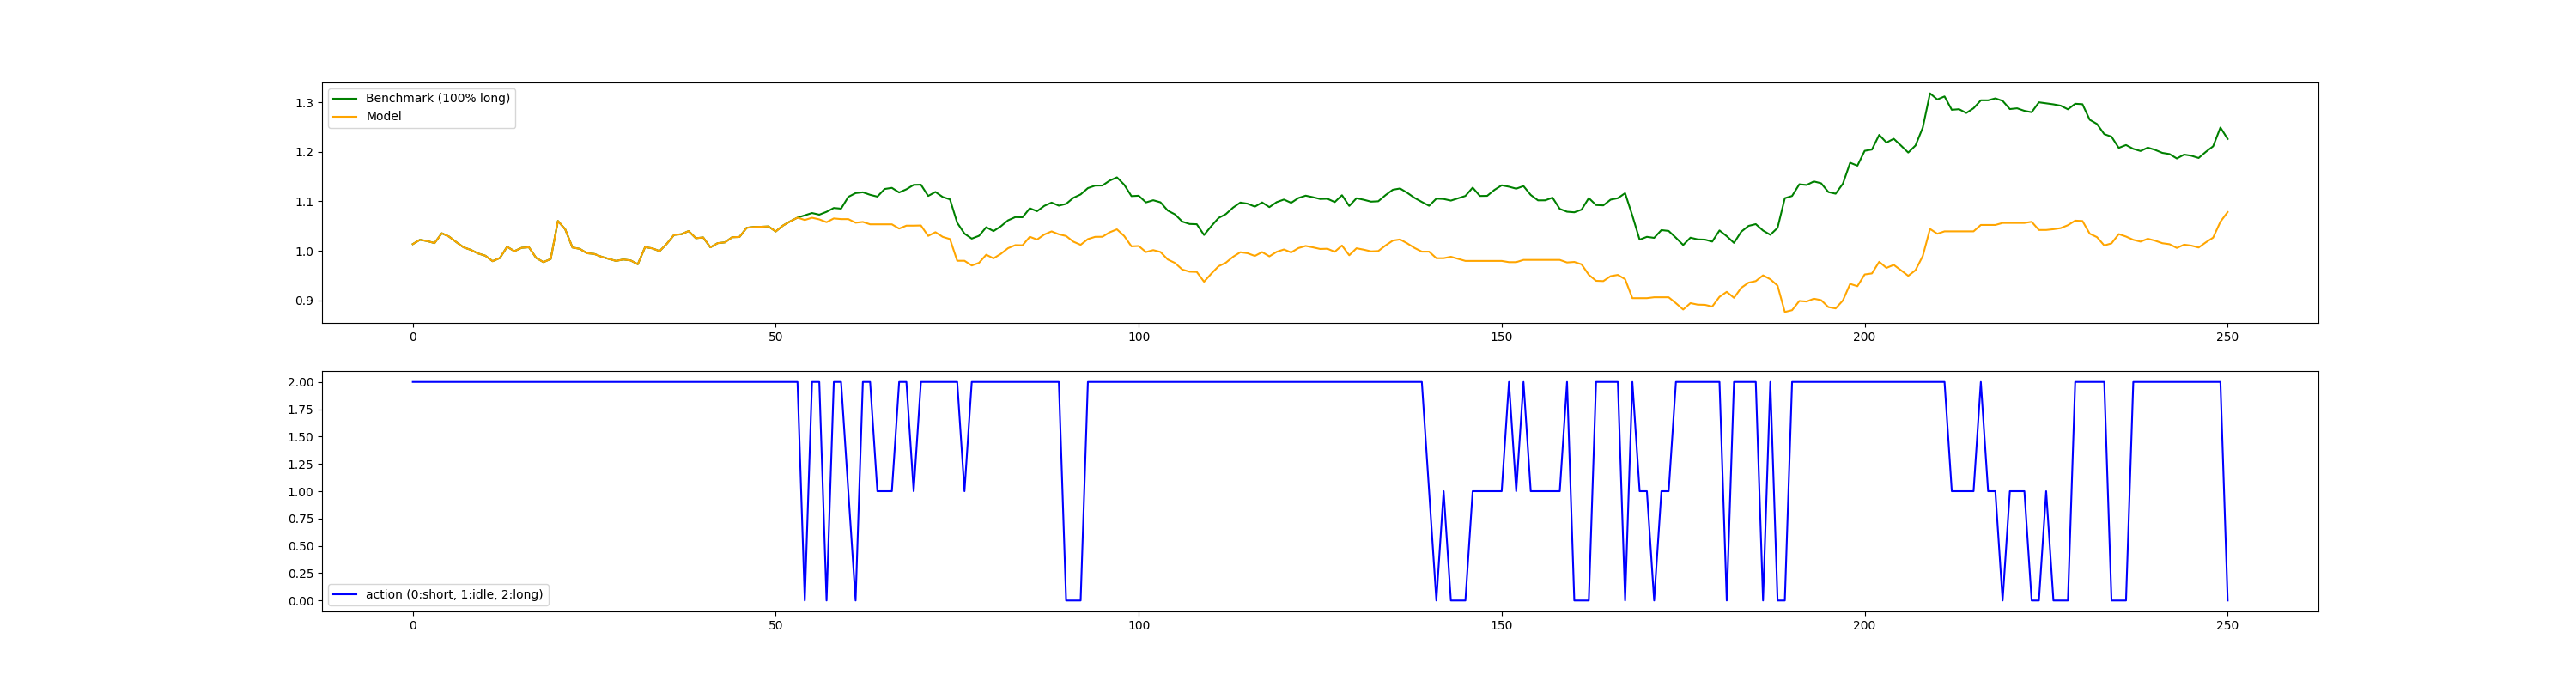 Benchmark (100% long)
Model
1.3
1.2
1.1
1.0
0.9
0 50 100 150 200 250
2.00
1.75
1.50
1.25
1.00
0.75
0.50
0.25
0.00
action (0:short, 1:idle, 2:long)
0 50 100 150 200 250